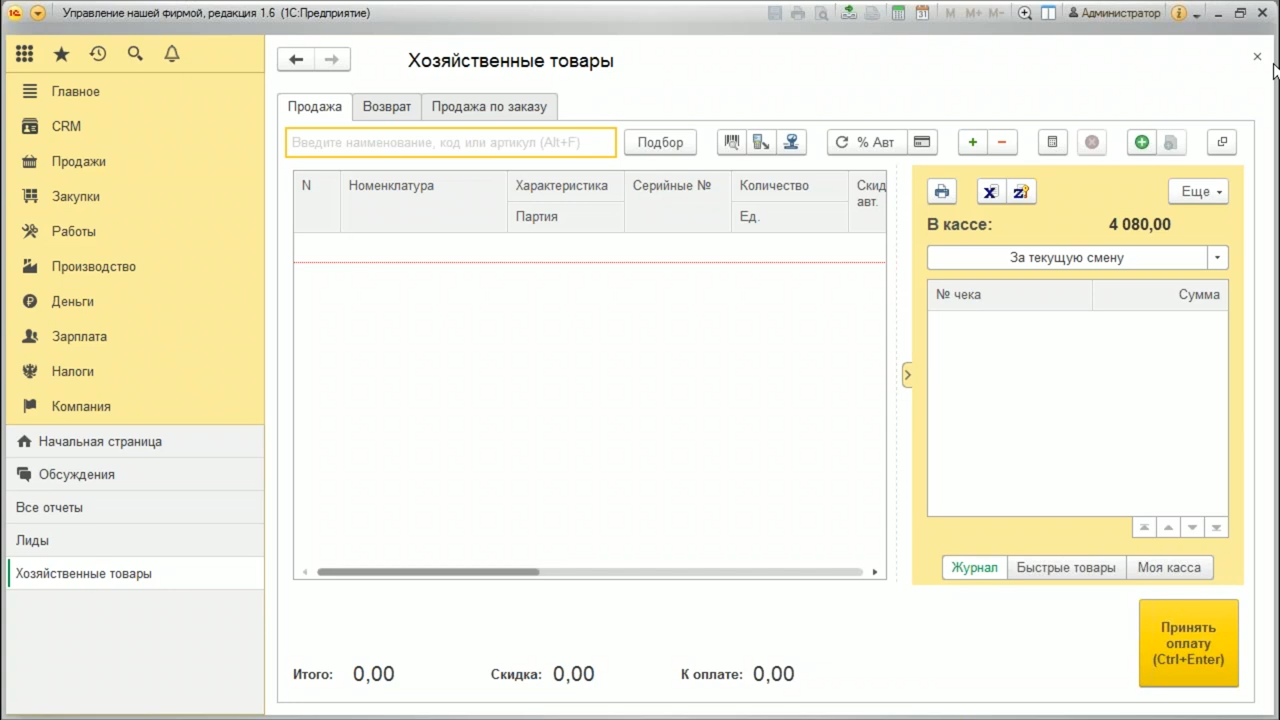 Управление нашей фирмой, редакция 1.6 (1С:Предприятие)
M M+ M- Администратор
Главное
CRM
Продажи
Закупки
Работы
Производство
Деньги
Зарплата
Налоги
Компания
Начальная страница
Обсуждения
Все отчеты
Лиды
Хозяйственные товары
Хозяйственные товары
Продажа Возврат Продажа по заказу
Введите наименование, код или артикул (Alt+F) Подбор % Авт
N Номенклатура Характеристика Серийные № Количество Скид
авт.
Партия Ед.
Итого: 0,00 Скидка: 0,00 К оплате: 0,00
X Z Еще
В кассе: 4 080,00
За текущую смену
№ чека Сумма
Журнал Быстрые товары Моя касса
Принять
оплату
(Ctrl+Enter)